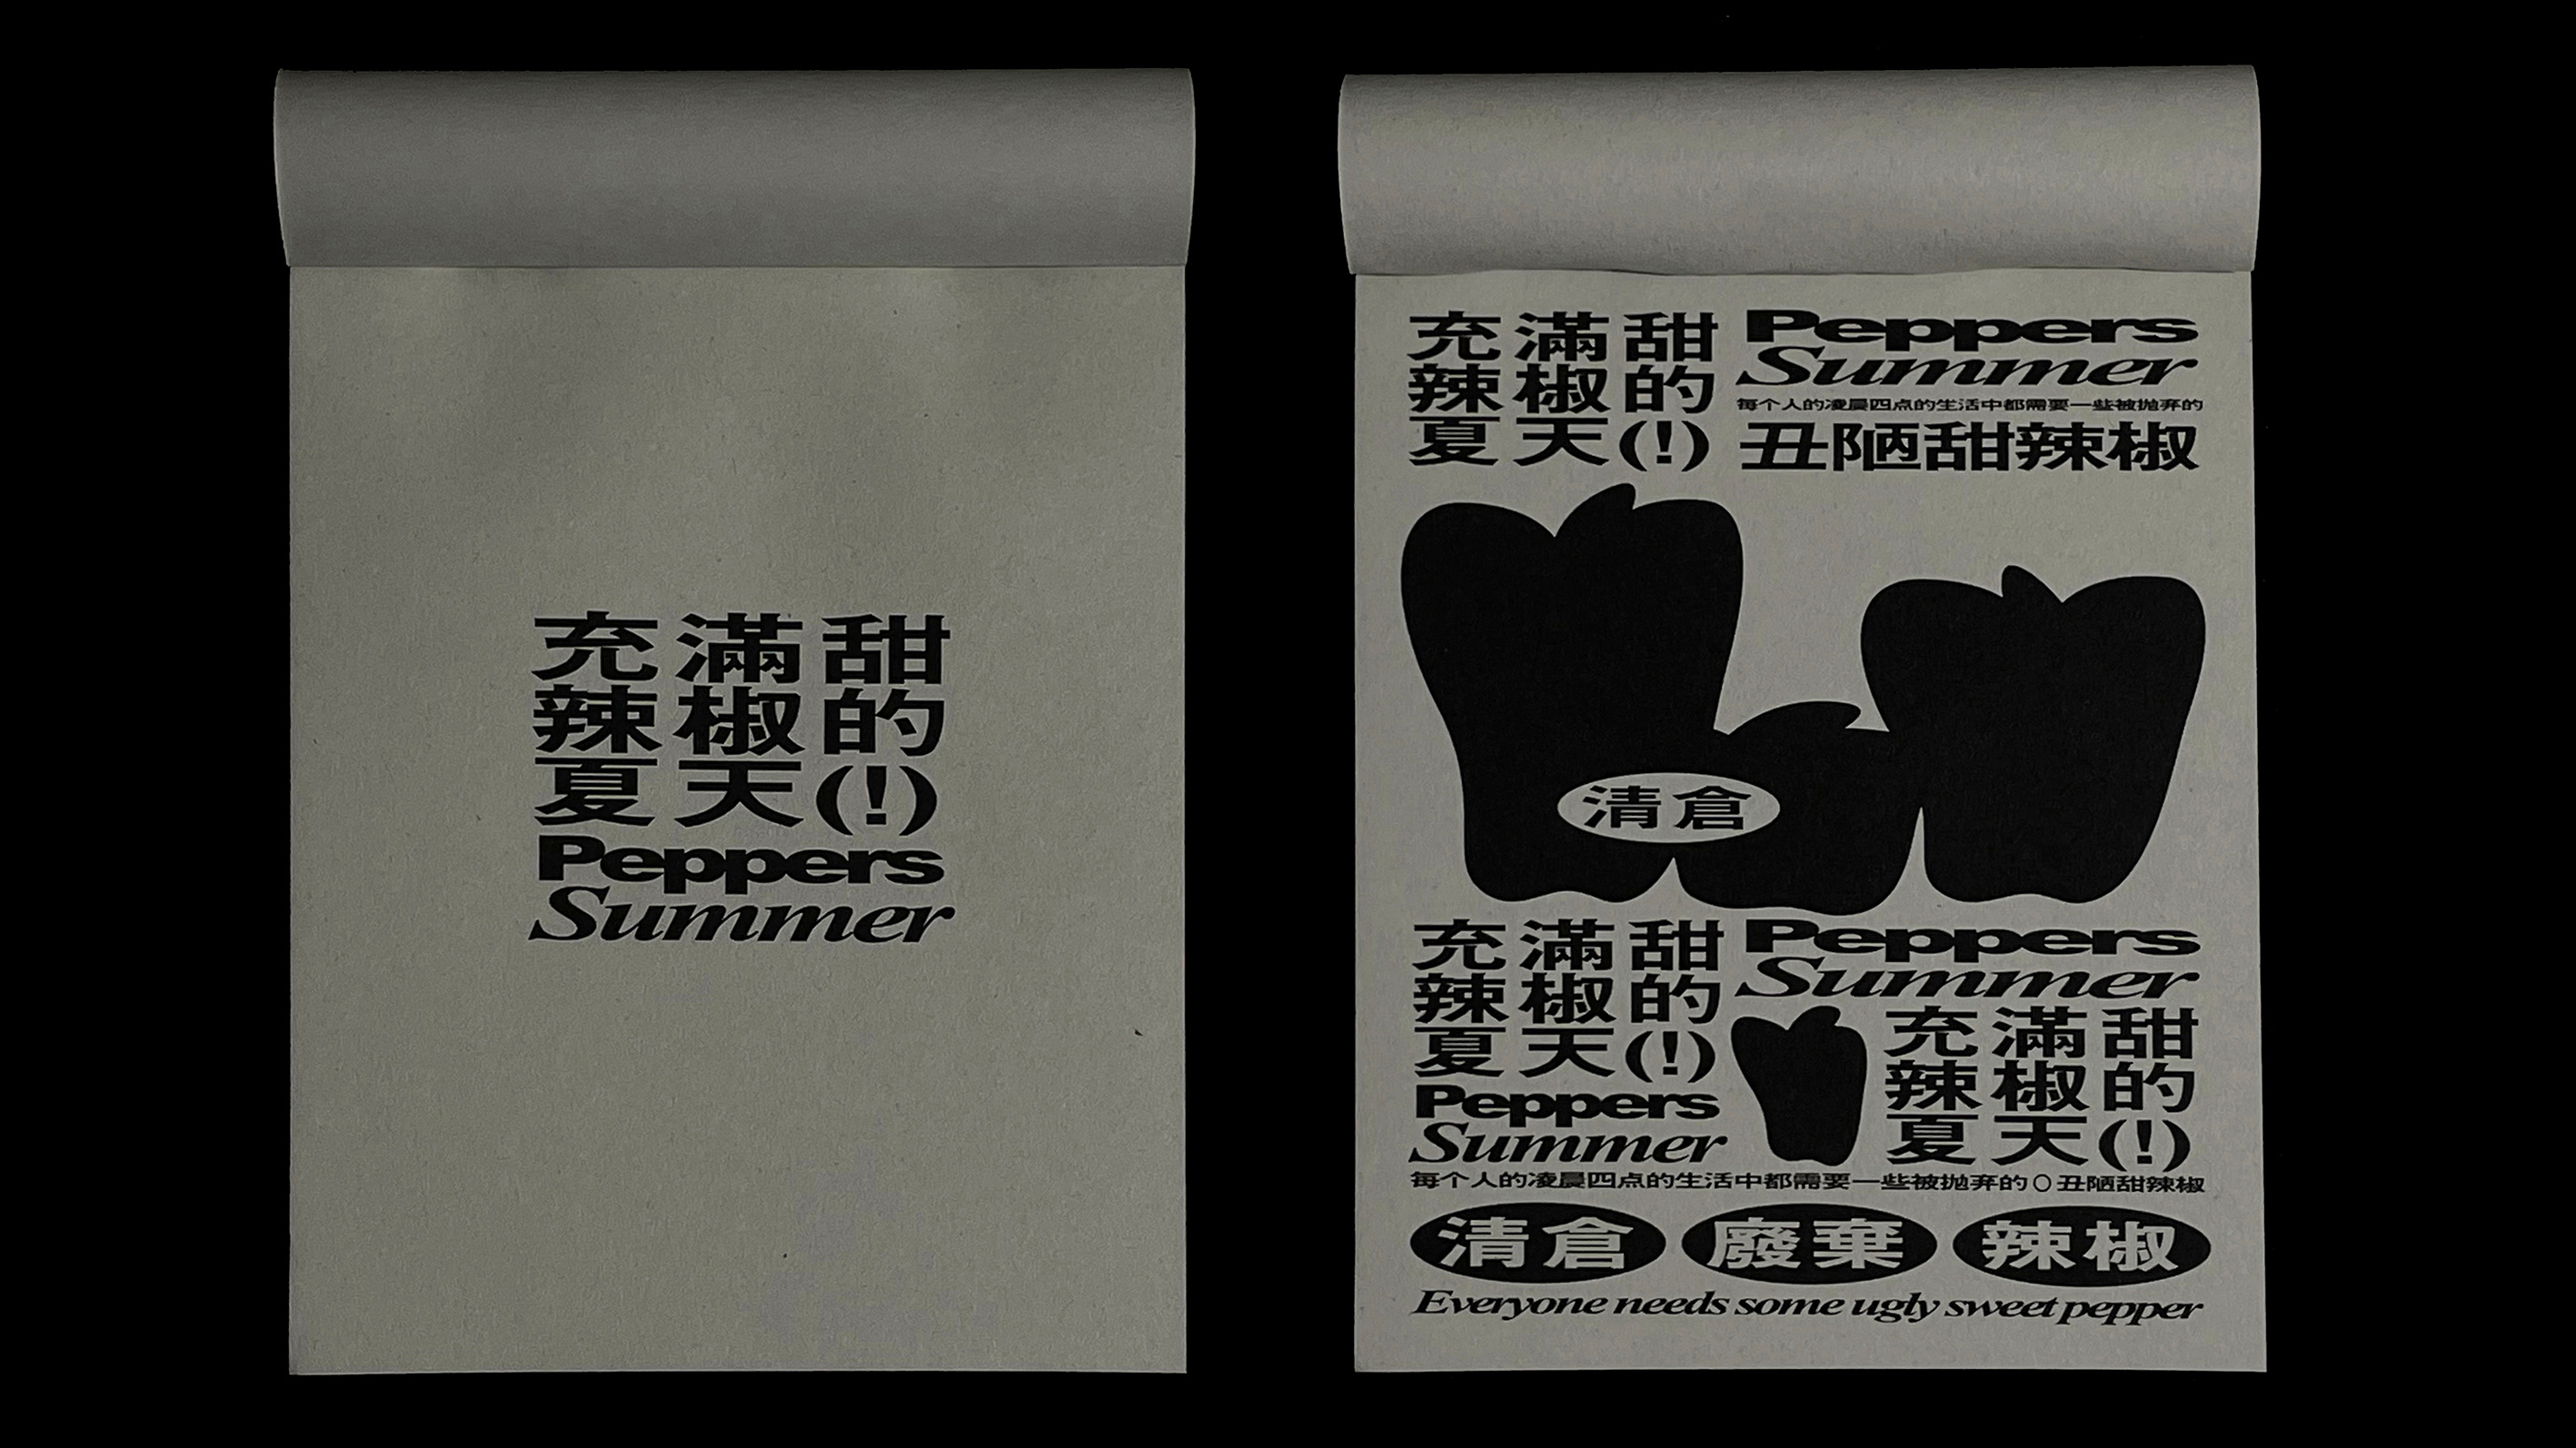 充滿甜
辣椒的
夏天(!)
Peppers
Summer
充滿甜
辣椒的
夏天(!)
Peppers
Summer
每个人的凌晨四点的生活中都需要一些被抛弃的
丑陋甜辣椒
清倉
充滿甜
辣椒的
夏天(!)
Peppers
Summer
Peppers
Summer
充滿甜
辣椒的
夏天(!)
每个人的凌晨四点的生活中都需要一些被抛弃的○丑陋甜辣椒
清倉 廢棄 辣椒
Everyone needs some ugly sweet pepper